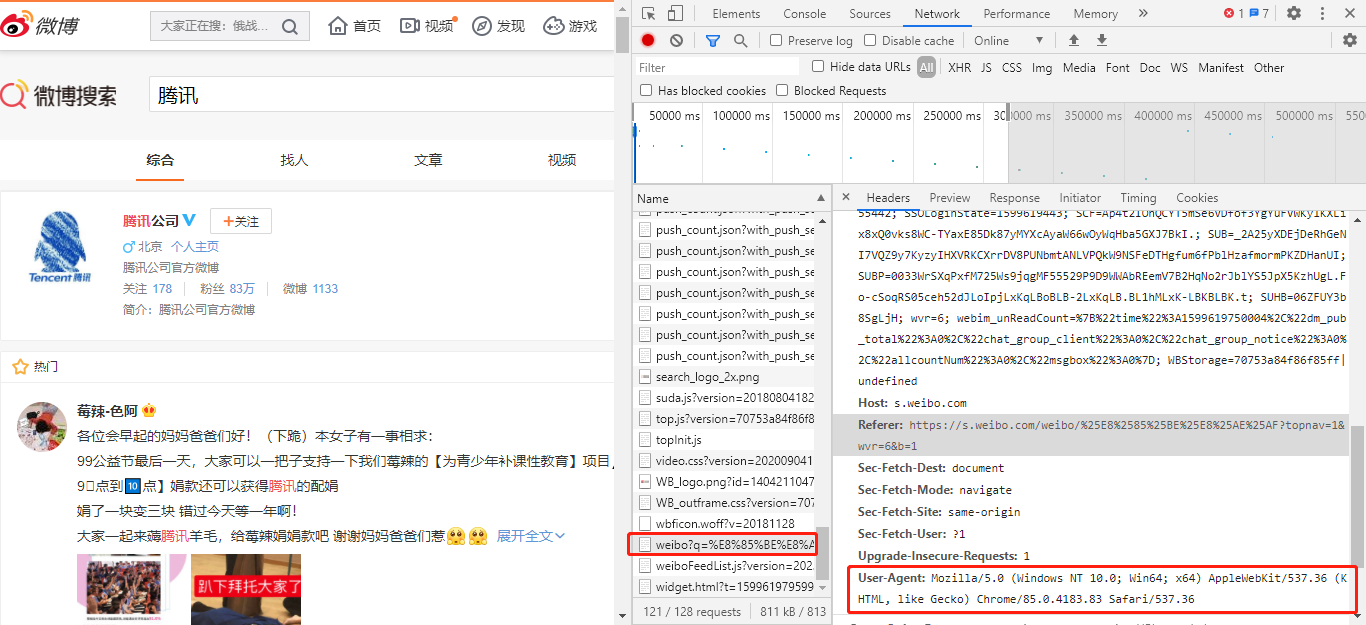 微博
大家正在搜：俄战...
首页
视频
发现
游戏
微博搜索
腾讯
综合
找人
文章
视频
Tencent 腾讯
腾讯公司
+关注
北京 个人主页
腾讯公司官方微博
关注 178 粉丝 83万 微博 1133
简介：腾讯公司官方微博
热门
莓辣-色阿
各位会早起的妈妈爸爸们好！（下跪）本女子有一事相求：
99公益节最后一天，大家可以一把子支持一下我们莓辣的【为青少年补课性教育】项目，
9点到10点】娟款还可以获得腾讯的配娟
娟了一块变三块 错过今天等一年啊！
大家一起来薅腾讯羊毛，给莓辣娟娟款吧 谢谢妈妈爸爸们惹 展开全文
趴下拜托大家了
Elements Console Sources Network Performance Memory » 1 7
Preserve log Disable cache Online
Filter Hide data URLs All XHR JS CSS Img Media Font Doc WS Manifest Other
Has blocked cookies Blocked Requests
50000 ms 100000 ms 150000 ms 200000 ms 250000 ms 350000 ms 400000 ms 450000 ms 500000 ms
Name
push_count.json?with_push_se
push_count.json?with_push_se
push_count.json?with_push_se
push_count.json?with_push_se
push_count.json?with_push_se
push_count.json?with_push_se
push_count.json?with_push_se
push_count.json?with_push_se
search_logo_2x.png
suda.js?version=20180804182
top.js?version=70753a84f86f8
topInit.js
video.css?version=202009041
WB_logo.png?id=1404211047
WB_outframe.css?version=707
wbficon.woff?v=20181128
weibo?q=%E8%85%BE%E8%A
weiboFeedList.js?version=202
widget.html?t=159961979599
121 / 128 requests 811 kB / 813
Headers Preview Response Initiator Timing Cookies
55442; SSOLoginState=1599619443; SCF=Ap4t2IOhQCYT5mSe6vDfof3YgYuFvWKyIKXLi
x8xQ0vks8WC-TYaxE85Dk87yMYXcAyaW66wOyWqHba5GXJ7BkI.; SUB=_2A25yXDEjDeRhGeN
I7VQZ9y7KyzyIHXVRKCXrrDV8PUNbmtANLVPQkW9NSFeDTHgfum6fPblHzafmormPKZDHanUI;
SUBP=0033WrSXqPxfM725Ws9jqgMF55529P9D9WWAbREemV7B2HqNo2rJblYS5JpX5KzhUgL.F
o-cSoqRS05ceh52dJLoIpjLxKqLBoBLB-2LxKqLB.BL1hMLxK-LBKBLBK.t; SUHB=06ZFUY3b
8SgLjH; wvr=6; webim_unReadCount=%7B%22time%22%3A1599619750004%2C%22dm_pub
_total%22%3A0%2C%22chat_group_client%22%3A0%2C%22chat_group_notice%22%3A0%
2C%22allcountNum%22%3A0%2C%22msgbox%22%3A0%7D; WBStorage=70753a84f86f85ff|
undefined
Host: s.weibo.com
Referer: https://s.weibo.com/weibo/%25E8%2585%25BE%25E8%25AE%25AF?topnav=1&
wvr=6&b=1
Sec-Fetch-Dest: document
Sec-Fetch-Mode: navigate
Sec-Fetch-Site: same-origin
Sec-Fetch-User: ?1
Upgrade-Insecure-Requests: 1
User-Agent: Mozilla/5.0 (Windows NT 10.0; Win64; x64) AppleWebKit/537.36 (K
HTML, like Gecko) Chrome/85.0.4183.83 Safari/537.36